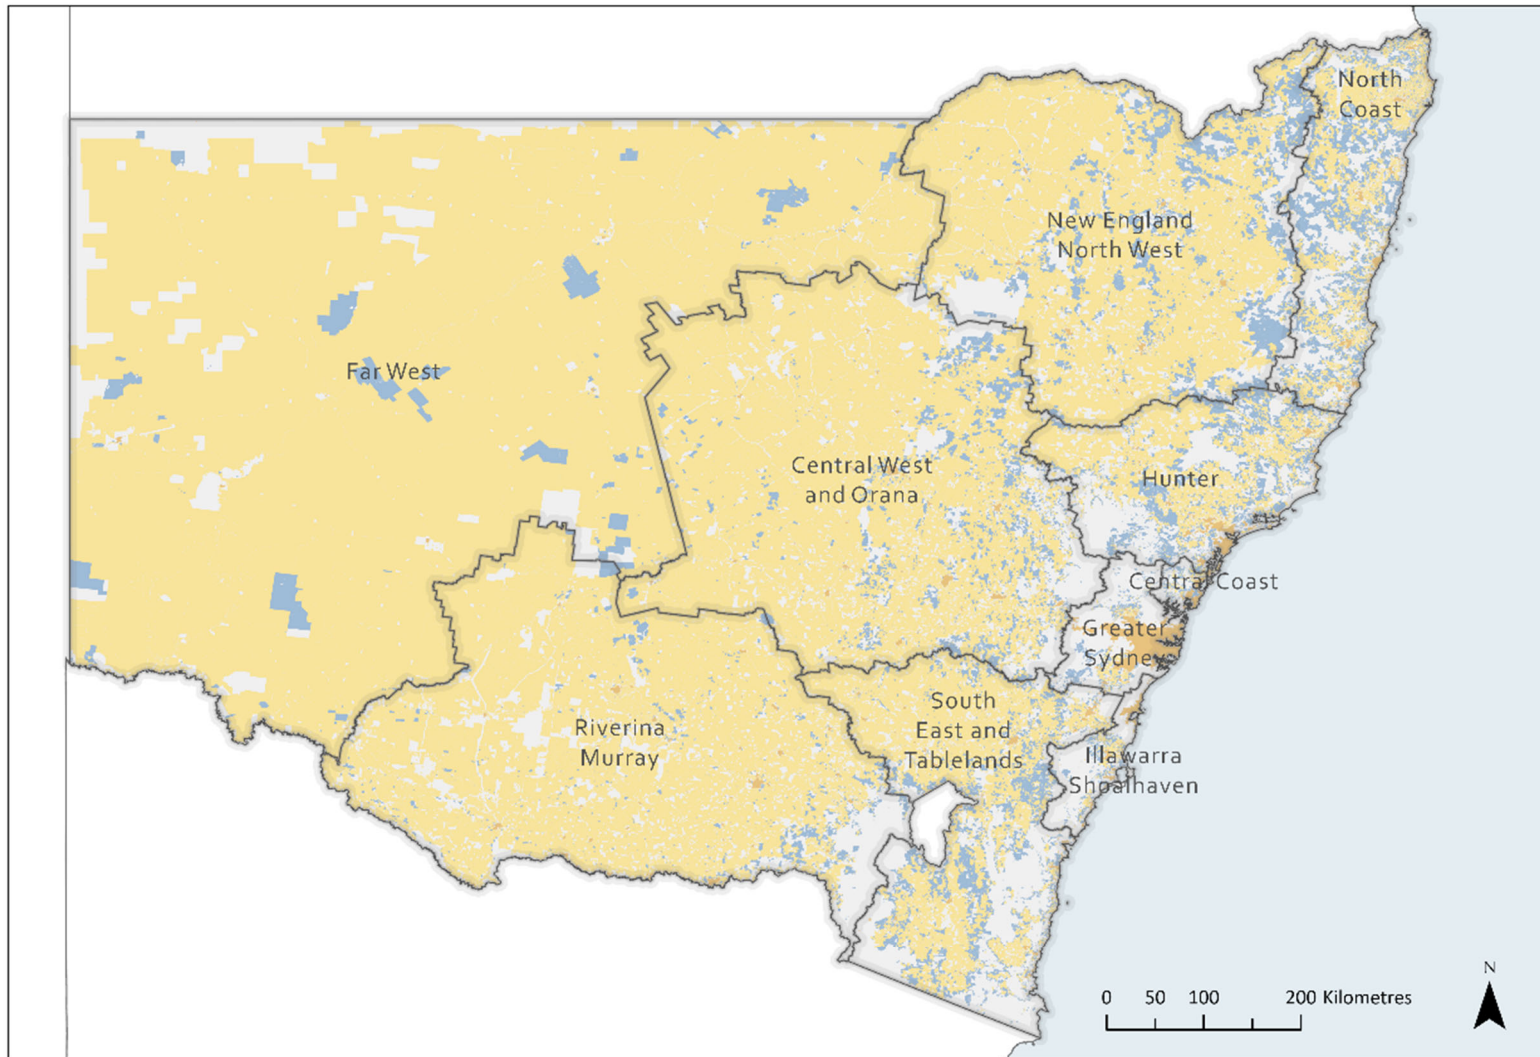 North
Coast
New England
North West
Far West
Central West
and Orana
Hunter
Central Coast
Greater
Sydney
South
East and
Tablelands
Riverina
Murray
Illawarra
Shoalhaven
N
0 50 100 200 Kilometres